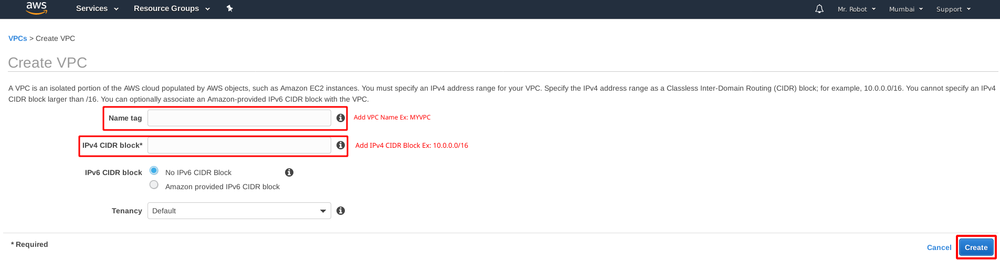 aws Services Resource Groups Mr. Robot Mumbai Support
VPCs > Create VPC
Create VPC
A VPC is an isolated portion of the AWS cloud populated by AWS objects, such as Amazon EC2 instances. You must specify an IPv4 address range for your VPC. Specify the IPv4 address range as a Classless Inter-Domain Routing (CIDR) block; for example, 10.0.0.0/16. You cannot specify an IPv4
CIDR block larger than /16. You can optionally associate an Amazon-provided IPv6 CIDR block with the VPC.
Name tag Add VPC Name Ex: MYVPC
IPv4 CIDR block* Add IPv4 CIDR Block Ex: 10.0.0.0/16
IPv6 CIDR block No IPv6 CIDR Block
Amazon provided IPv6 CIDR block
Tenancy Default
* Required
Cancel Create